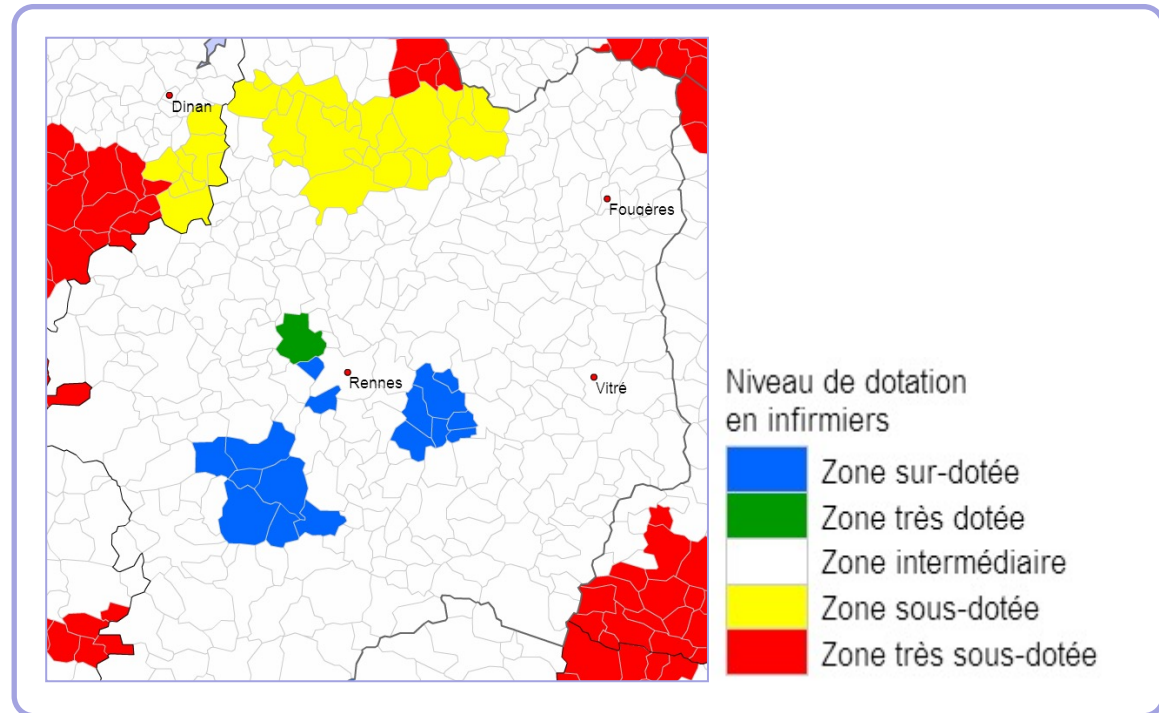 Dinan
Fougères
Rennes
Vitré
Niveau de dotation
en infirmiers
Zone sur-dotée
Zone très dotée
Zone intermédiaire
Zone sous-dotée
Zone très sous-dotée